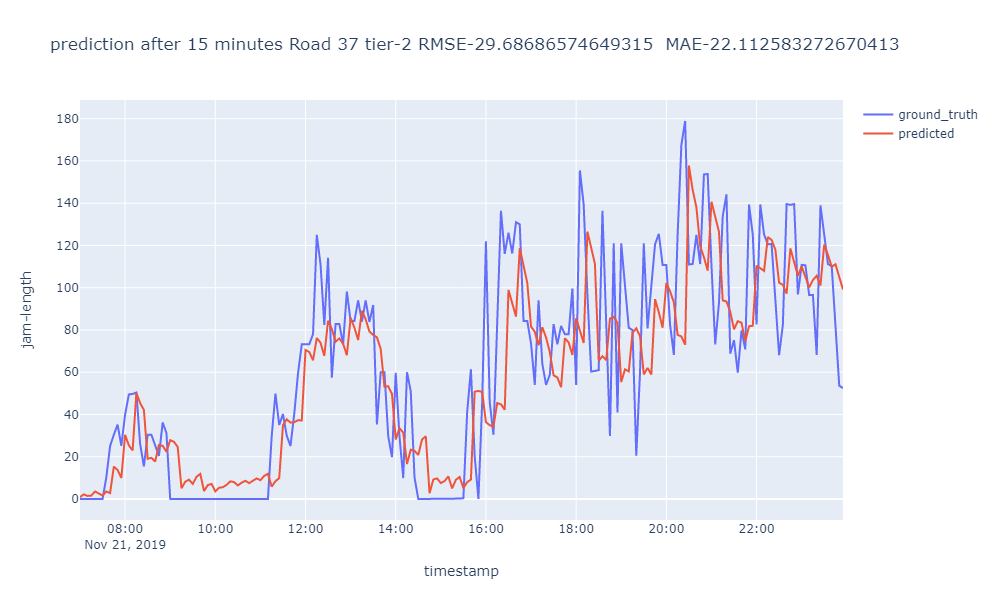 prediction after 15 minutes Road 37 tier-2 RMSE-29.68686574649315  MAE-22.112583272670413
ground_truth
predicted
180
160
140
120
100
80
60
40
20
0
jam-length
08:00 10:00 12:00 14:00 16:00 18:00 20:00 22:00
Nov 21, 2019
timestamp